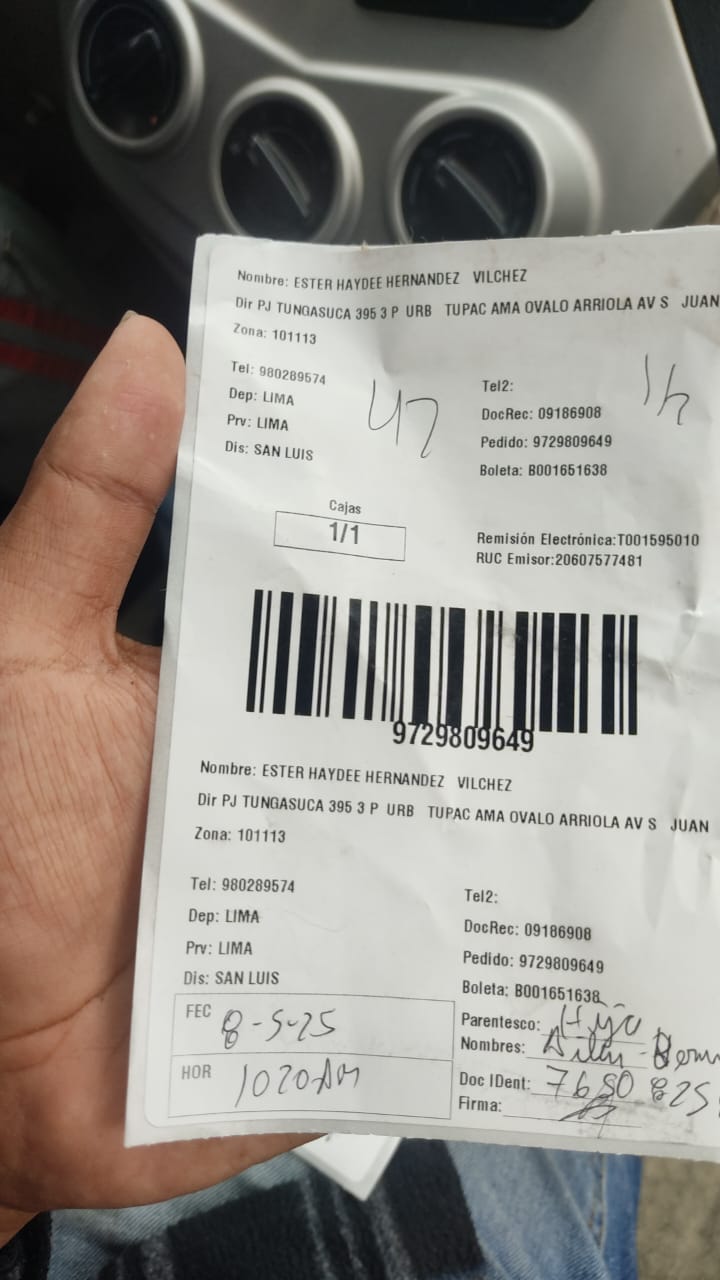 Nombre: ESTER HAYDEE HERNANDEZ VILCHEZ
Dir PJ TUNGASUCA 395 3 P URB TUPAC AMA OVALO ARRIOLA AV S JUAN
Zona: 101113
Tel: 980289574
Tel2:
Dep: LIMA
DocRec: 09186908
Prv: LIMA
Pedido: 9729809649
Dis: SAN LUIS
Boleta: B001651638
47
Cajas
1/1
Remisión Electrónica:T001595010
RUC Emisor:20607577481
9729809649
Nombre: ESTER HAYDEE HERNANDEZ VILCHEZ
Dir PJ TUNGASUCA 395 3 P URB TUPAC AMA OVALO ARRIOLA AV S JUAN
Zona: 101113
Tel: 980289574
Tel2:
Dep: LIMA
DocRec: 09186908
Prv: LIMA
Pedido: 9729809649
Dis: SAN LUIS
Boleta: B001651638
FEC 8-5-25
Parentesco: Hijo
Nombres:
HOR 1020AM
Doc IDent: 7680825
Firma: